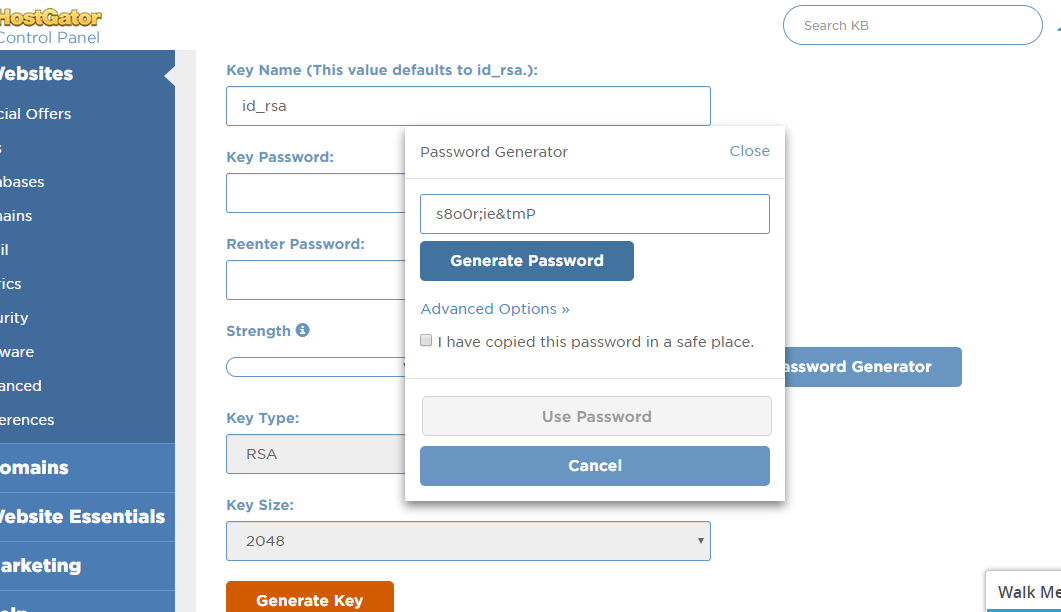 HostGator
Control Panel
Search KB
Websites
cial Offers
s
abases
nains
il
rics
urity
ware
anced
erences
omains
Website Essentials
arketing
elp
Key Name (This value defaults to id_rsa.):
id_rsa
Key Password:
Reenter Password:
Strength
Password Generator
Key Type:
RSA
Key Size:
2048
Generate Key
Password Generator
Close
s8o0r;ie&tmP
Generate Password
Advanced Options »
I have copied this password in a safe place.
Use Password
Cancel
Walk Me